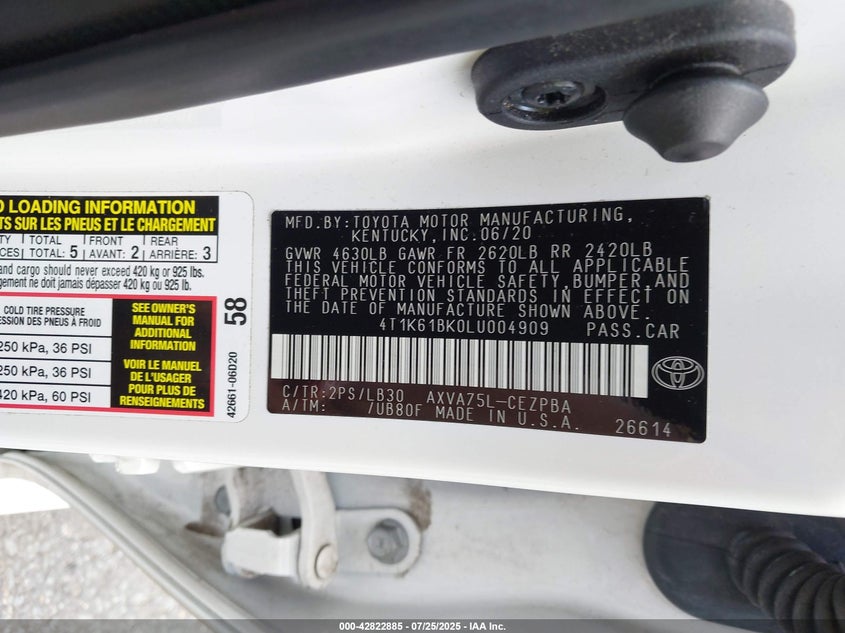 D LOADING INFORMATION
TS SUR LES PNEUS ET LE CHARGEMENT
TY TOTAL FRONT REAR
CES TOTAL: 5 AVANT: 2 ARRIÈRE: 3
and cargo should never exceed 420 kg or 925 lbs.
gement ne doit jamais dépasser 420 kg ou 925 lb.
COLD TIRE PRESSURE
ESSION DES PNEUS À FROID
250 kPa, 36 PSI
250 kPa, 36 PSI
420 kPa, 60 PSI
SEE OWNER'S
MANUAL FOR
ADDITIONAL
INFORMATION
VOIR LE MANUEL
DE L'USAGER
POUR PLUS DE
RENSEIGNEMENTS
58
42661-06D20
MFD.BY:TOYOTA MOTOR MANUFACTURING,
KENTUCKY,INC.06/20
GVWR 4630LB GAWR FR 2620LB RR 2420LB
THIS VEHICLE CONFORMS TO ALL APPLICABLE
FEDERAL MOTOR VEHICLE SAFETY,BUMPER,AND
THEFT PREVENTION STANDARDS IN EFFECT ON
THE DATE OF MANUFACTURE SHOWN ABOVE.
4T1K61BK0LU004909 PASS.CAR
C/TR:2PS/LB30 AXVA75L-CEZPBA
A/TM: /UB80F MADE IN U.S.A. 26614
000-42822885 - 07/25/2025 - IAA Inc.